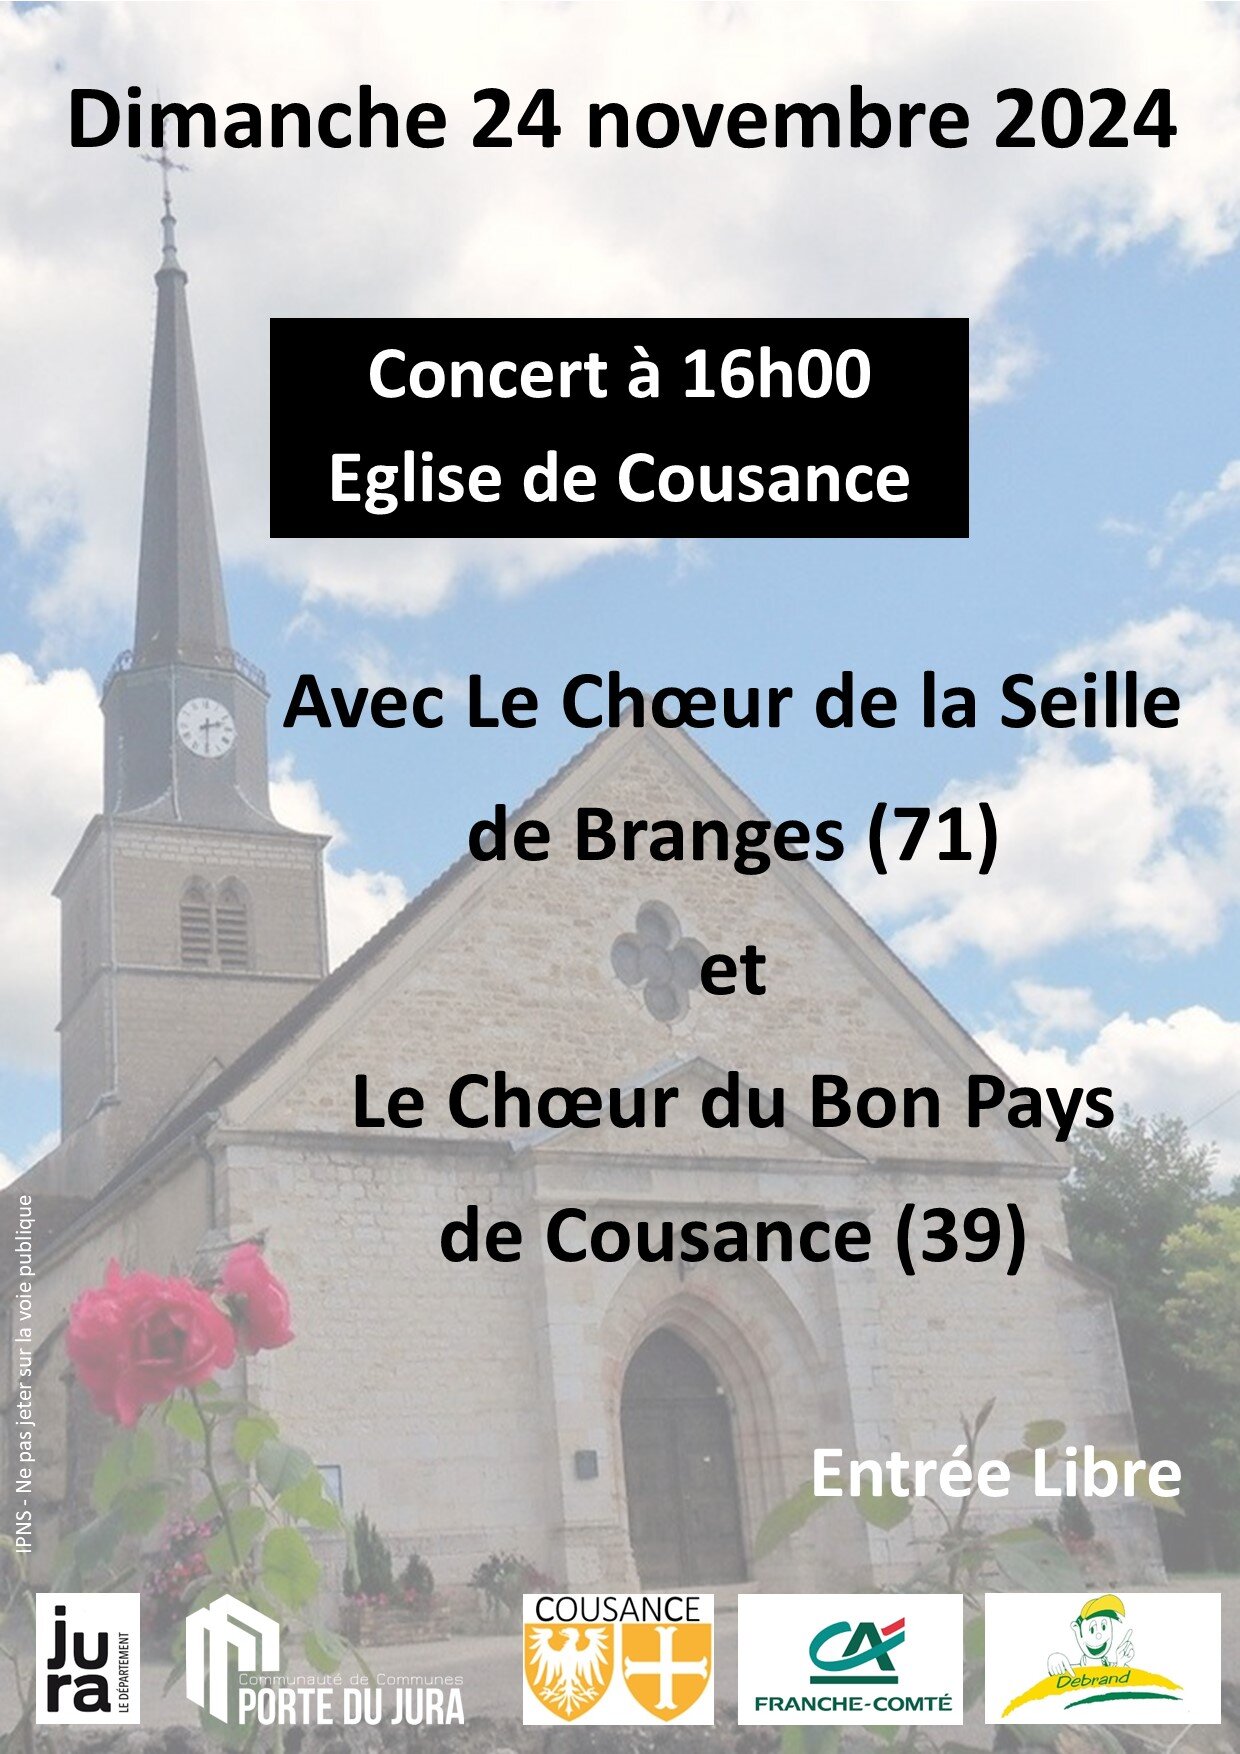 Dimanche 24 novembre 2024
Concert à 16h00
Eglise de Cousance
Avec Le Chœur de la Seille
de Branges (71)
et
Le Chœur du Bon Pays
de Cousance (39)
Entrée Libre
IPNS - Ne pas jeter sur la voie publique
jura
LE DÉPARTEMENT
Communauté de Communes
PORTE DU JURA
COUSANCE
CA
FRANCHE-COMTÉ
Debrand